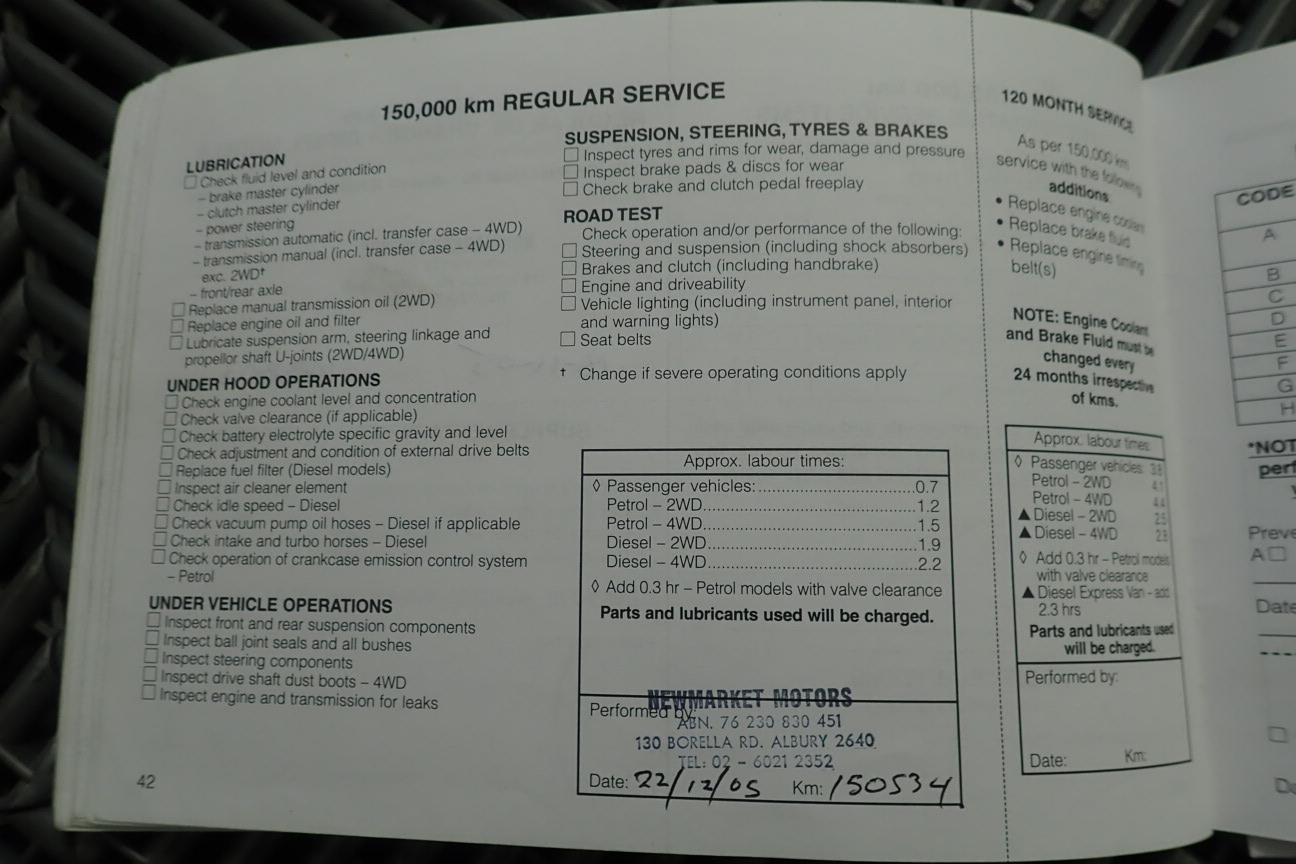 150,000 km REGULAR SERVICE
LUBRICATION
Check fluid level and condition
– brake master cylinder
– clutch master cylinder
– power steering
– transmission automatic (incl. transfer case – 4WD)
– transmission manual (incl. transfer case – 4WD)
exc. 2WD†
– front/rear axle
Replace manual transmission oil (2WD)
Replace engine oil and filter
Lubricate suspension arm, steering linkage and
propellor shaft U-joints (2WD/4WD)
UNDER HOOD OPERATIONS
Check engine coolant level and concentration
Check valve clearance (if applicable)
Check battery electrolyte specific gravity and level
Check adjustment and condition of external drive belts
Replace fuel filter (Diesel models)
Inspect air cleaner element
Check idle speed – Diesel
Check vacuum pump oil hoses – Diesel if applicable
Check intake and turbo horses – Diesel
Check operation of crankcase emission control system
– Petrol
UNDER VEHICLE OPERATIONS
Inspect front and rear suspension components
Inspect ball joint seals and all bushes
Inspect steering components
Inspect drive shaft dust boots – 4WD
Inspect engine and transmission for leaks
42
SUSPENSION, STEERING, TYRES & BRAKES
Inspect tyres and rims for wear, damage and pressure
Inspect brake pads & discs for wear
Check brake and clutch pedal freeplay
ROAD TEST
Check operation and/or performance of the following:
Steering and suspension (including shock absorbers)
Brakes and clutch (including handbrake)
Engine and driveability
Vehicle lighting (including instrument panel, interior
and warning lights)
Seat belts
† Change if severe operating conditions apply
Approx. labour times:
◊ Passenger vehicles:......................................0.7
Petrol – 2WD..............................................1.2
Petrol – 4WD..............................................1.5
Diesel – 2WD..............................................1.9
Diesel – 4WD..............................................2.2
◊ Add 0.3 hr – Petrol models with valve clearance
Parts and lubricants used will be charged.
NEWMARKET MOTORS
Performed by:
ABN. 76 230 830 451
130 BORELLA RD. ALBURY 2640
TEL: 02 – 6021 2352
Date: 22/12/05 Km: 150534
120 MONTH SERVICE
As per 150,000 km
service with the following
additions
• Replace engine coolant
• Replace brake fluid
• Replace engine timing
belt(s)
NOTE: Engine Coolant
and Brake Fluid must be
changed every
24 months irrespective
of kms.
Approx. labour times:
◊ Passenger vehicles: 3.8
Petrol – 2WD 4.1
Petrol – 4WD 4.4
▲ Diesel – 2WD 2.5
▲ Diesel – 4WD 2.8
◊ Add 0.3 hr – Petrol models
with valve clearance
▲ Diesel Express Van - add
2.3 hrs
Parts and lubricants used
will be charged.
Performed by:
Date: Km:
CODE
A
B
C
D
E
F
G
H
*NOT
perf
Preve
A
Date